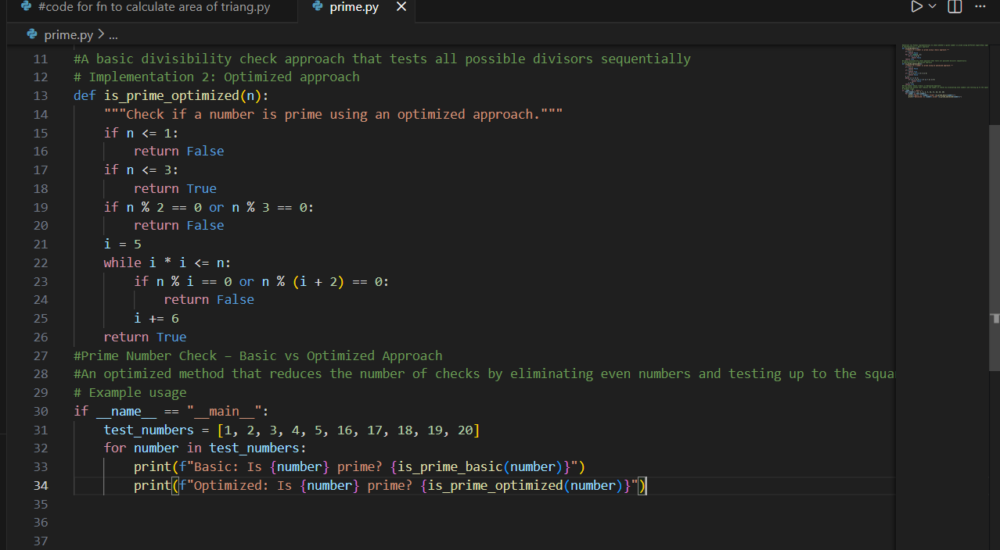 #code for fn to calculate area of triang.py
prime.py
prime.py > ...
11 #A basic divisibility check approach that tests all possible divisors sequentially
12 # Implementation 2: Optimized approach
13 def is_prime_optimized(n):
14     """Check if a number is prime using an optimized approach."""
15     if n <= 1:
16         return False
17     if n <= 3:
18         return True
19     if n % 2 == 0 or n % 3 == 0:
20         return False
21     i = 5
22     while i * i <= n:
23         if n % i == 0 or n % (i + 2) == 0:
24             return False
25         i += 6
26     return True
27 #Prime Number Check – Basic vs Optimized Approach
28 #An optimized method that reduces the number of checks by eliminating even numbers and testing up to the squa
29 # Example usage
30 if __name__ == "__main__":
31     test_numbers = [1, 2, 3, 4, 5, 16, 17, 18, 19, 20]
32     for number in test_numbers:
33         print(f"Basic: Is {number} prime? {is_prime_basic(number)}")
34         print(f"Optimized: Is {number} prime? {is_prime_optimized(number)}")
35
36
37